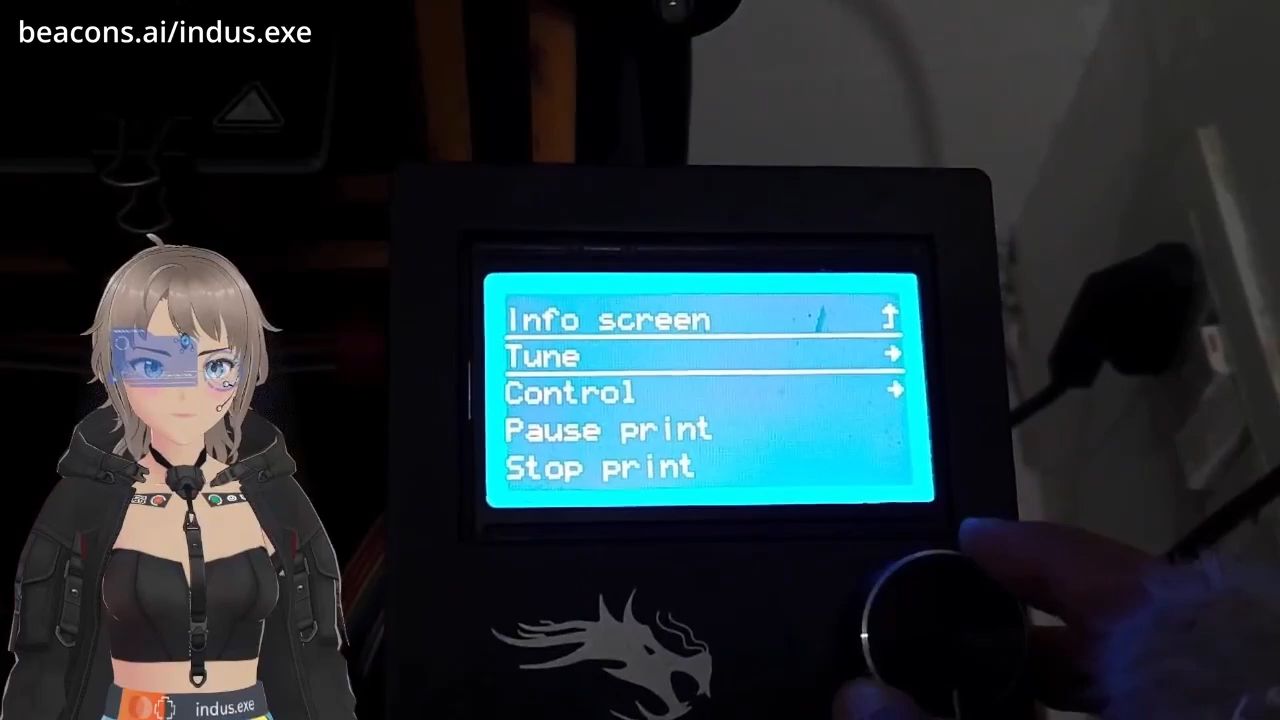 beacons.ai/indus.exe
Info screen
Tune
Control
Pause print
Stop print
indus.exe